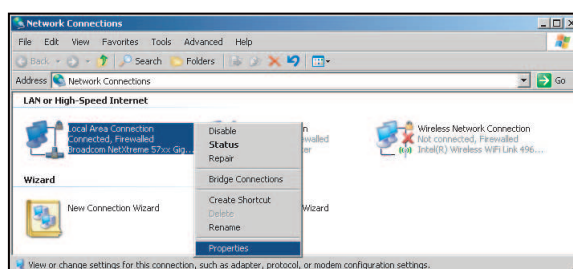 Network Connections
File Edit View Favorites Tools Advanced Help
Back Search Folders
Address Network Connections Go
LAN or High-Speed Internet
Local Area Connection
Connected, Firewalled
Broadcom NetXtreme 57xx Gig...
Disable
Status
Repair
Bridge Connections
Create Shortcut
Delete
Rename
Properties
Wireless Network Connection
Not connected, Firewalled
Intel(R) Wireless WiFi Link 496...
Wizard
New Connection Wizard
Wizard
View or change settings for this connection, such as adapter, protocol, or modem configuration settings.